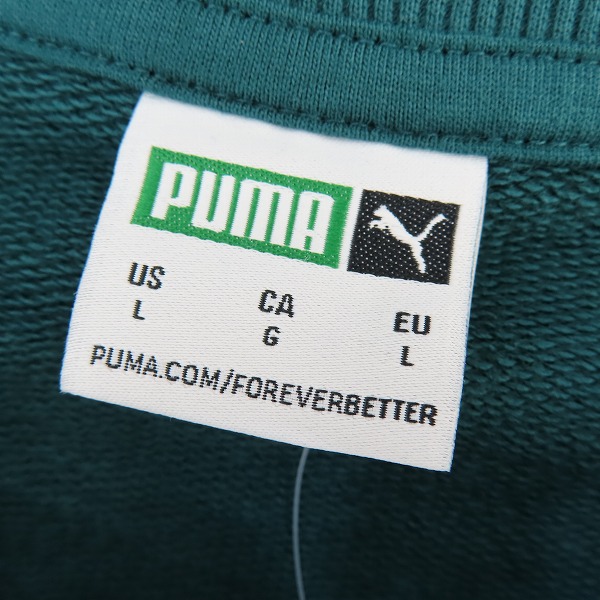 PUMA
US CA EU
L G L
PUMA.COM/FOREVERBETTER